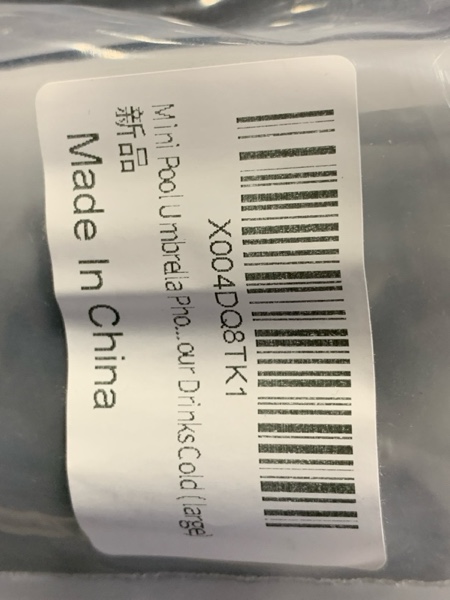 X004DQ8TK1
Mini Pool Umbrella Pho...our Drinks Cold (large)
新品
Made In China